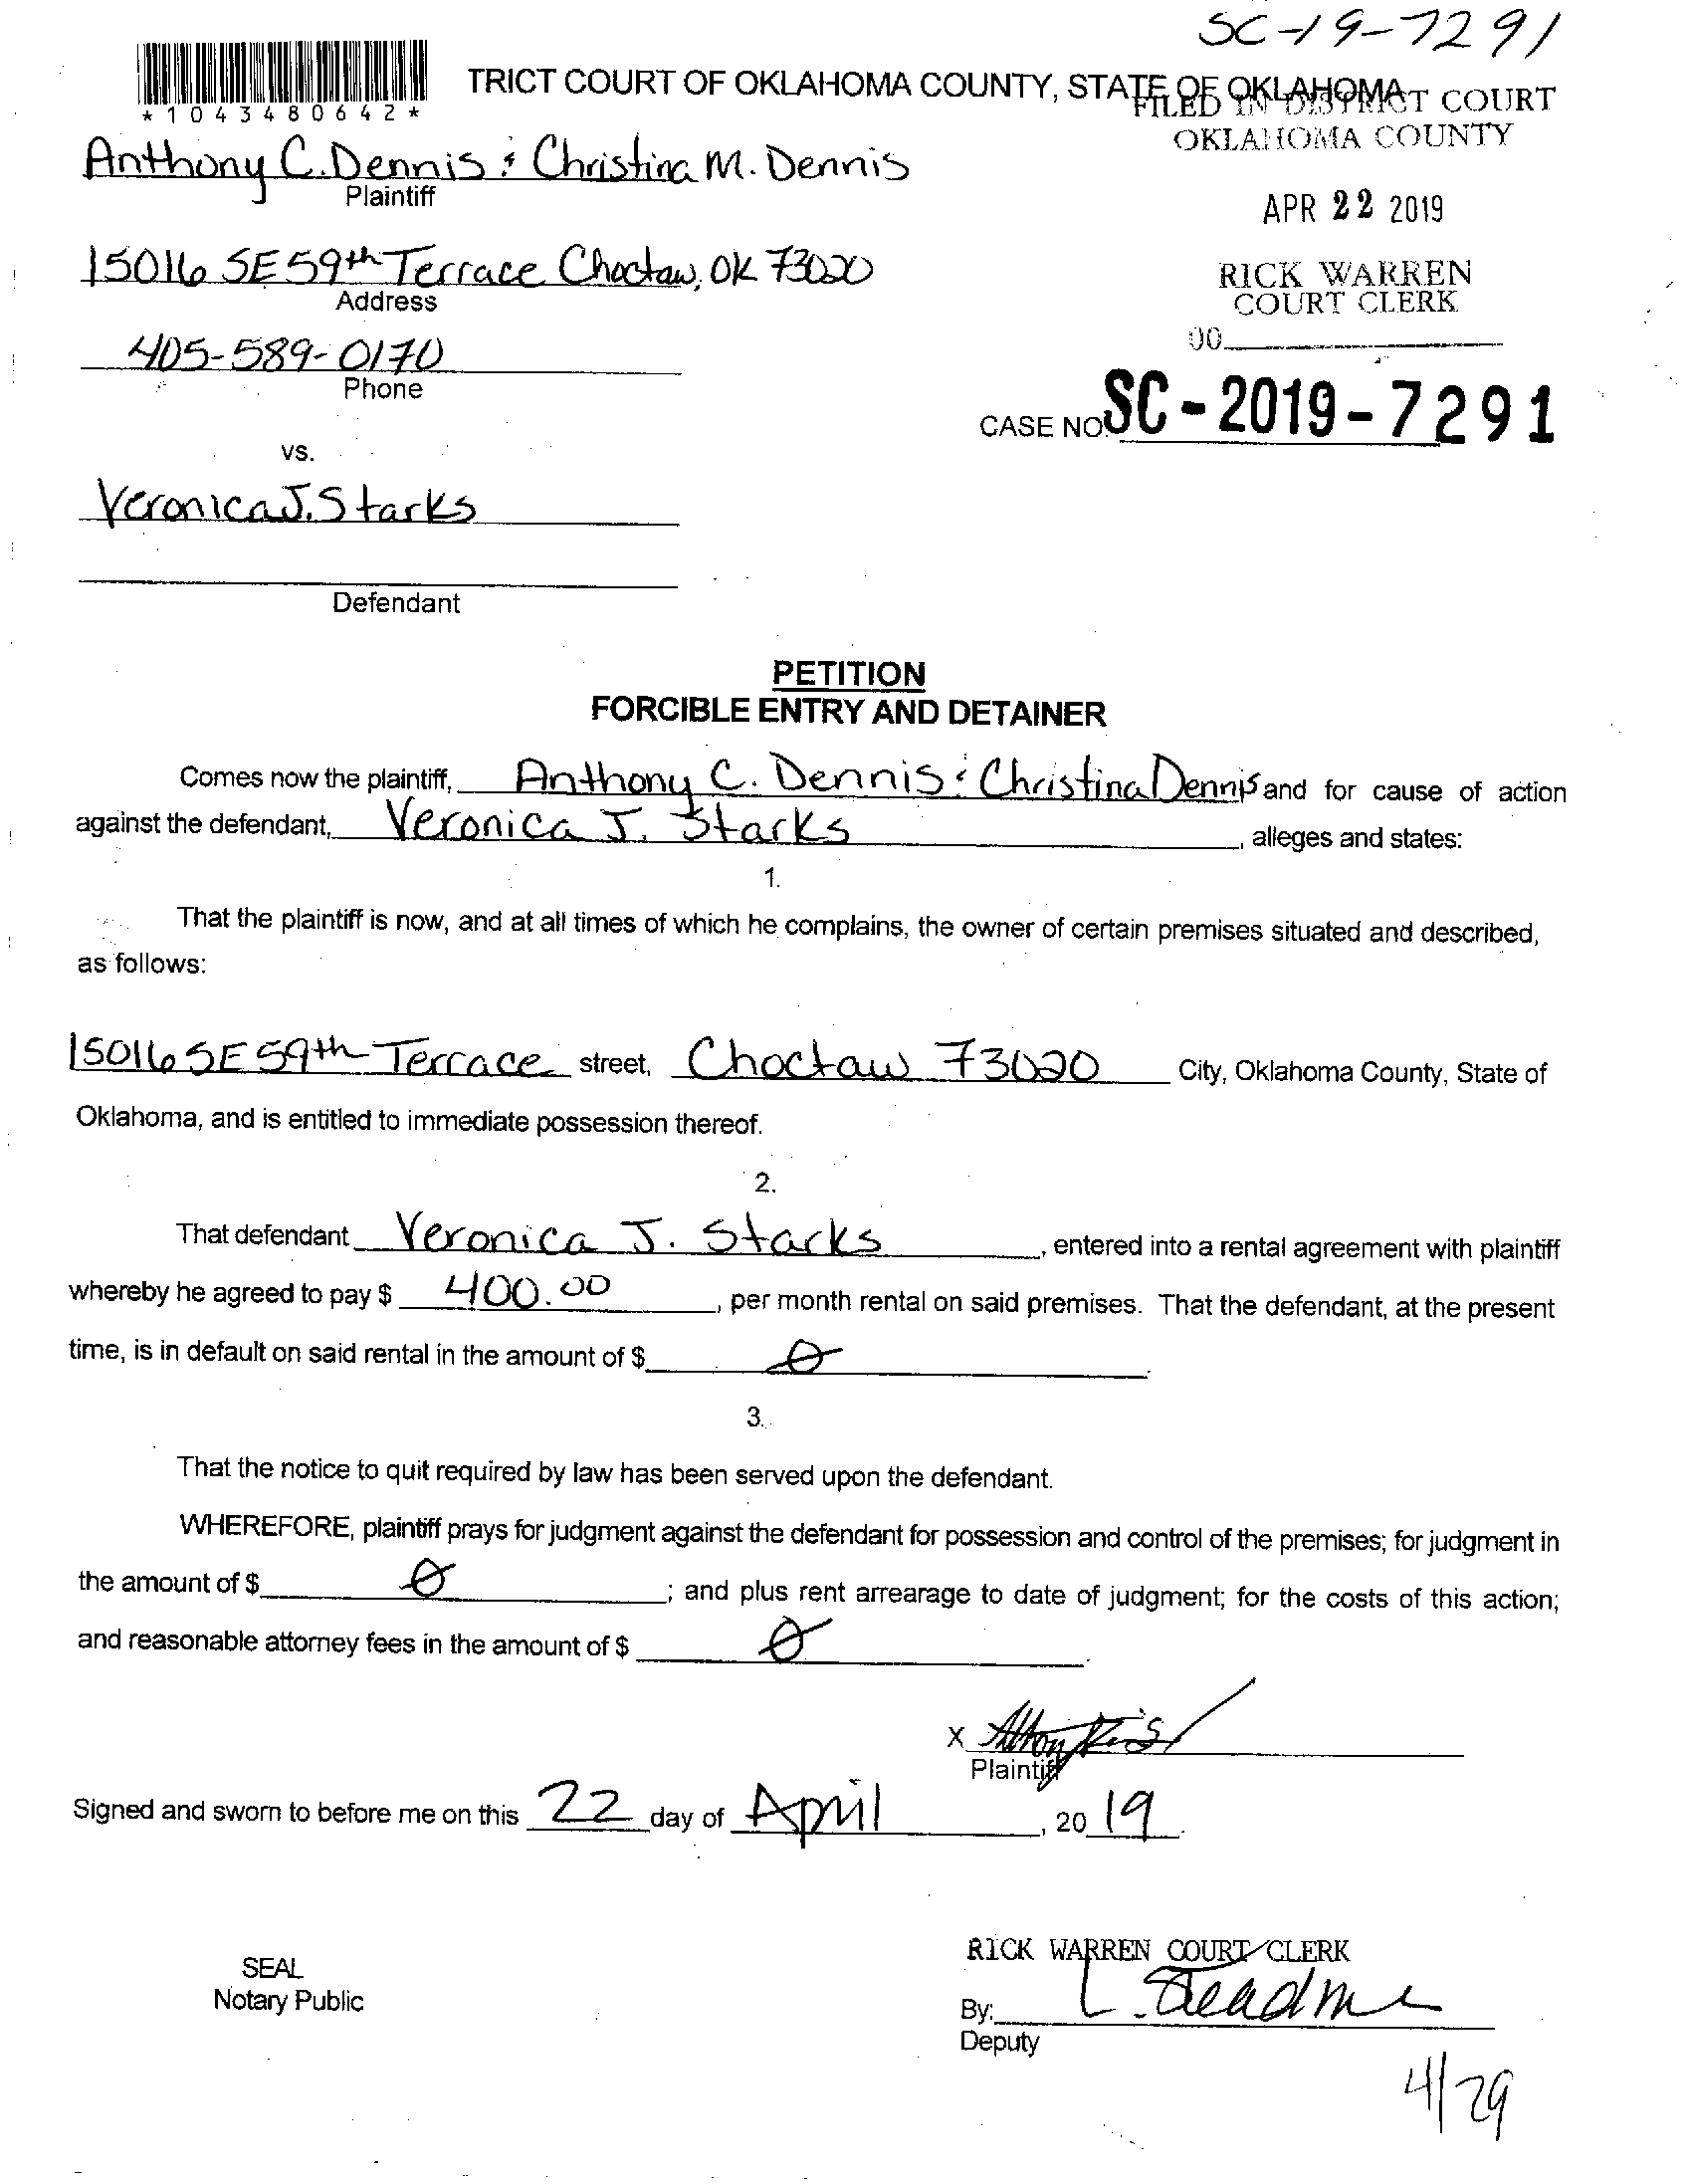 SC-19-7291
TRICT COURT OF OKLAHOMA COUNTY, STATE OF OKLAHOMA
*1043480642*
FILED IN DISTRICT COURT
OKLAHOMA COUNTY
Anthony C. Dennis & Christina M. Dennis
Plaintiff
APR 22 2019
15016 SE 59th Terrace Choctaw, OK 73020
Address
RICK WARREN
COURT CLERK
405-589-0170
Phone
CASE NO. SC-2019-7291
vs.
Veronica J. Starks
Defendant
PETITION
FORCIBLE ENTRY AND DETAINER
Comes now the plaintiff, Anthony C. Dennis & Christina Dennis and for cause of action
against the defendant, Veronica J. Starks, alleges and states:
1.
That the plaintiff is now, and at all times of which he complains, the owner of certain premises situated and described,
as follows:
15016 SE 59th Terrace street, Choctaw 73020 City, Oklahoma County, State of
Oklahoma, and is entitled to immediate possession thereof.
2.
That defendant Veronica J. Starks, entered into a rental agreement with plaintiff
whereby he agreed to pay $ 400.00, per month rental on said premises. That the defendant, at the present
time, is in default on said rental in the amount of $ Ø.
3.
That the notice to quit required by law has been served upon the defendant.
WHEREFORE, plaintiff prays for judgment against the defendant for possession and control of the premises; for judgment in
the amount of $ Ø; and plus rent arrearage to date of judgment; for the costs of this action;
and reasonable attorney fees in the amount of $ Ø.
X
Plaintiff
Signed and sworn to before me on this 22 day of April, 20 19.
RICK WARREN COURT CLERK
SEAL
Notary Public
By:
Deputy
4/29